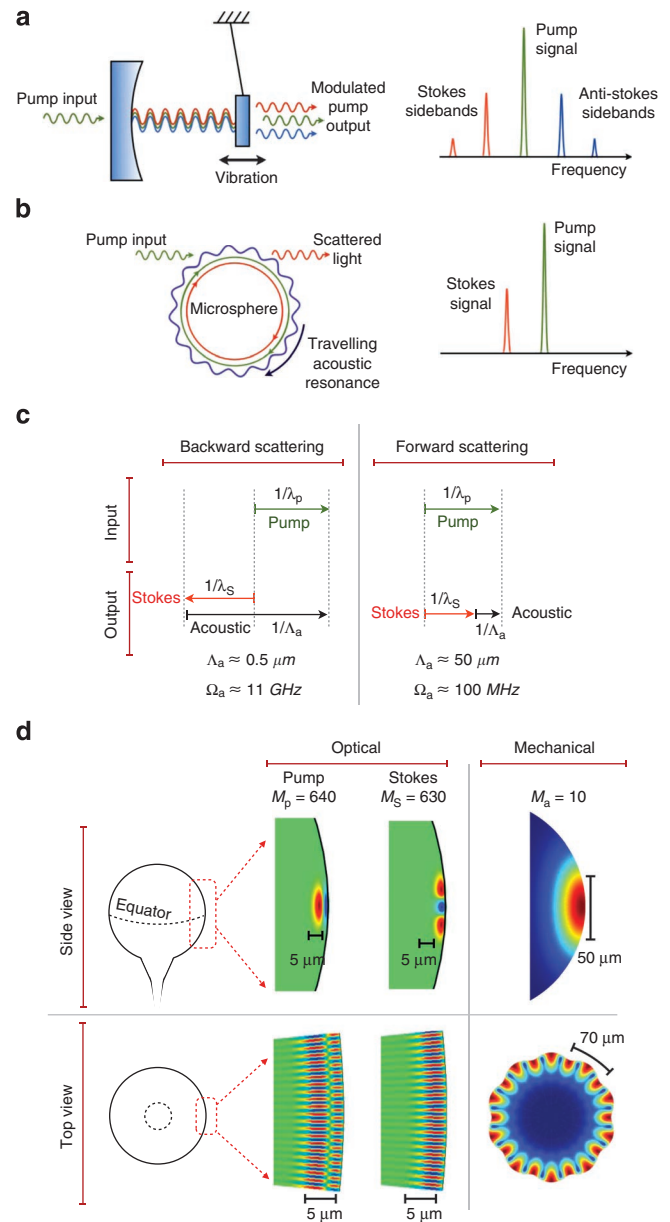 a
Pump input
Vibration
Modulated
pump
output
Stokes
sidebands
Pump
signal
Anti-stokes
sidebands
Frequency
b
Pump input
Scattered
light
Microsphere
Travelling
acoustic
resonance
Pump
signal
Stokes
signal
Frequency
c
Backward scattering
Forward scattering
Input
1/λp
Pump
1/λp
Pump
Output
Stokes
1/λS
Acoustic
1/Λa
Stokes
1/λS
1/Λa
Acoustic
Λa ≈ 0.5 μm
Λa ≈ 50 μm
Ωa ≈ 11 GHz
Ωa ≈ 100 MHz
d
Optical
Mechanical
Pump
Mp = 640
Stokes
MS = 630
Ma = 10
Side view
Equator
5 μm
5 μm
50 μm
Top view
5 μm
5 μm
70 μm